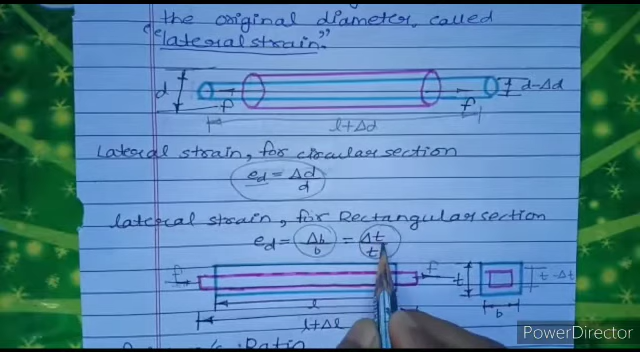 the original diameter, called
"lateral strain."
d
f
f
d-Δd
l+Δd
Lateral strain, for circular section
ed = Δd/d
lateral strain, for Rectangular section
ed = Δb/b = Δt/t
f
f
t
t-Δt
l
b
l+Δl
Ratio
PowerDirector